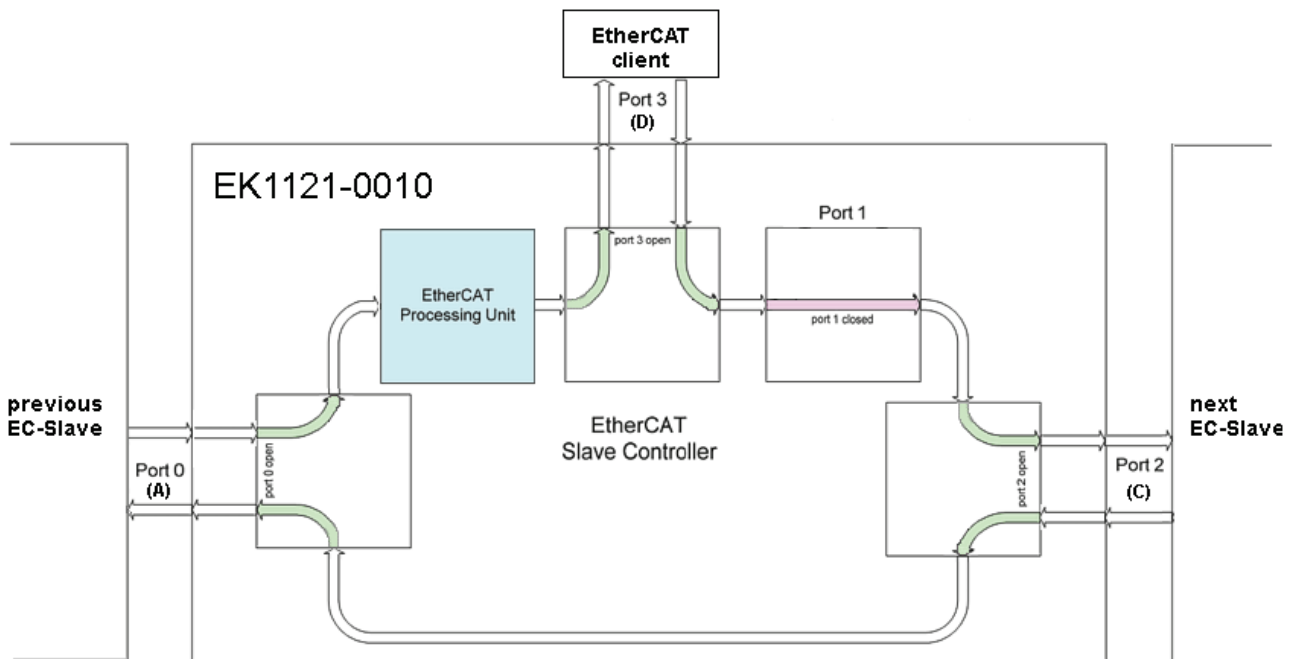 EtherCAT
client
Port 3
(D)
EK1121-0010
Port 1
port 3 open
EtherCAT
Processing Unit
port 1 closed
previous
EC-Slave
next
EC-Slave
EtherCAT
Slave Controller
Port 0
(A)
port 0 open
port 2 open
Port 2
(C)